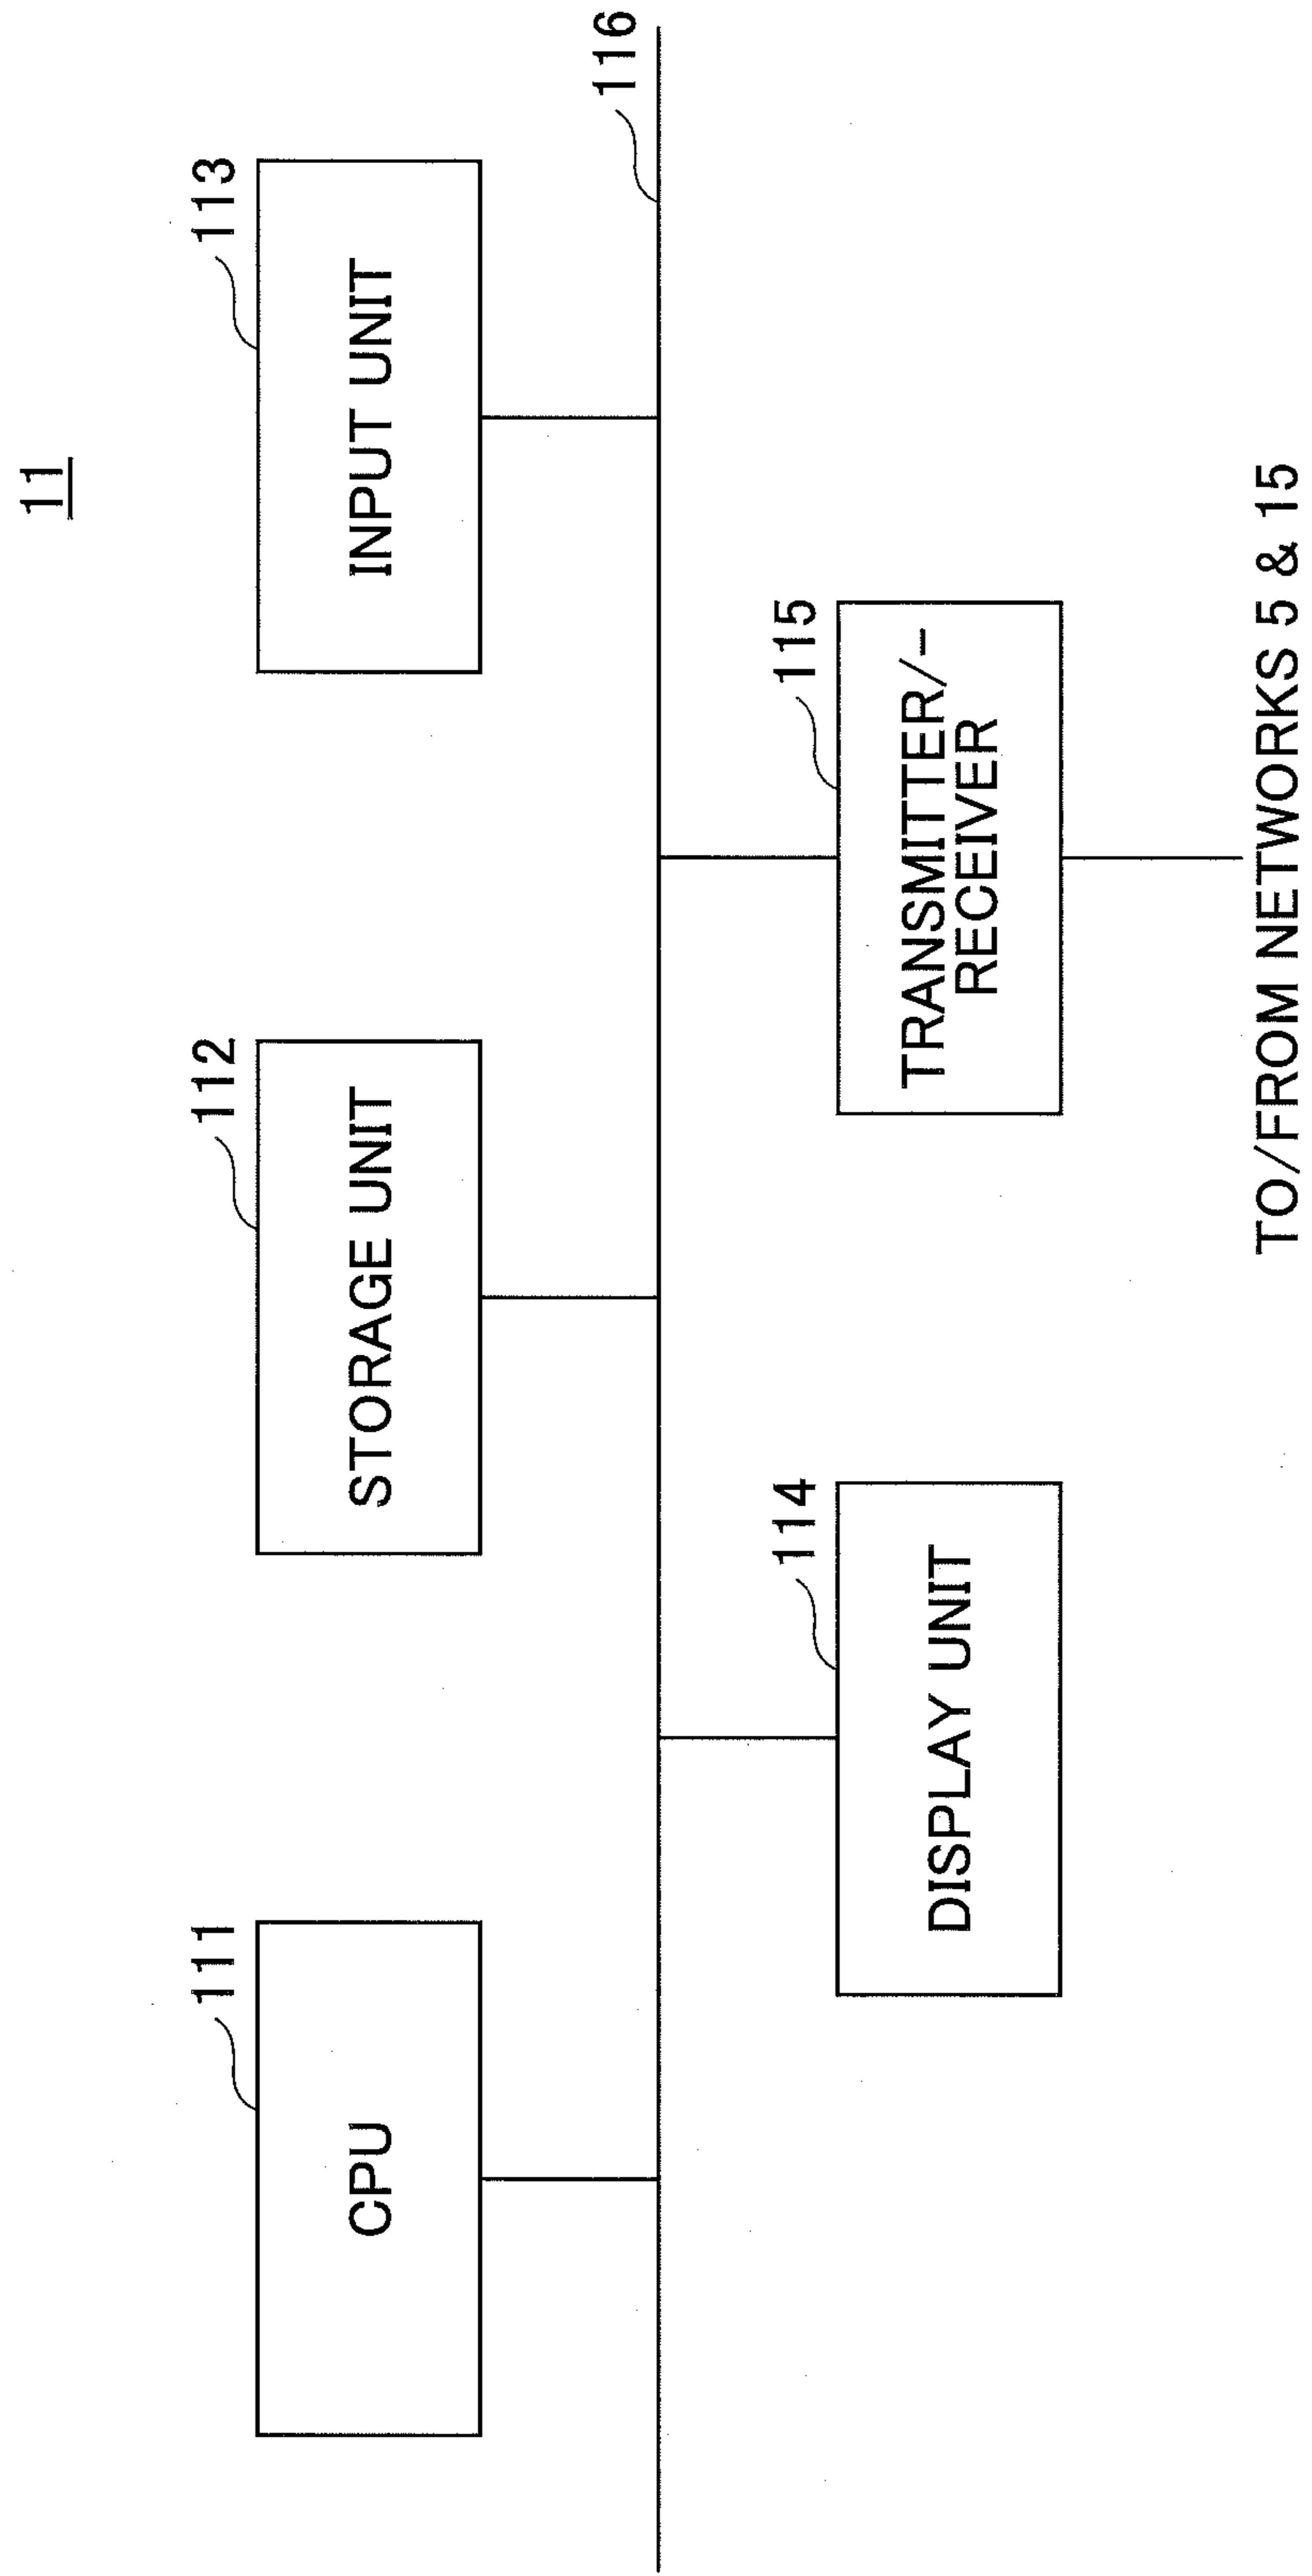 11
111
CPU
112
STORAGE UNIT
113
INPUT UNIT
116
114
DISPLAY UNIT
115
TRANSMITTER/-
RECEIVER
TO/FROM NETWORKS 5 & 15